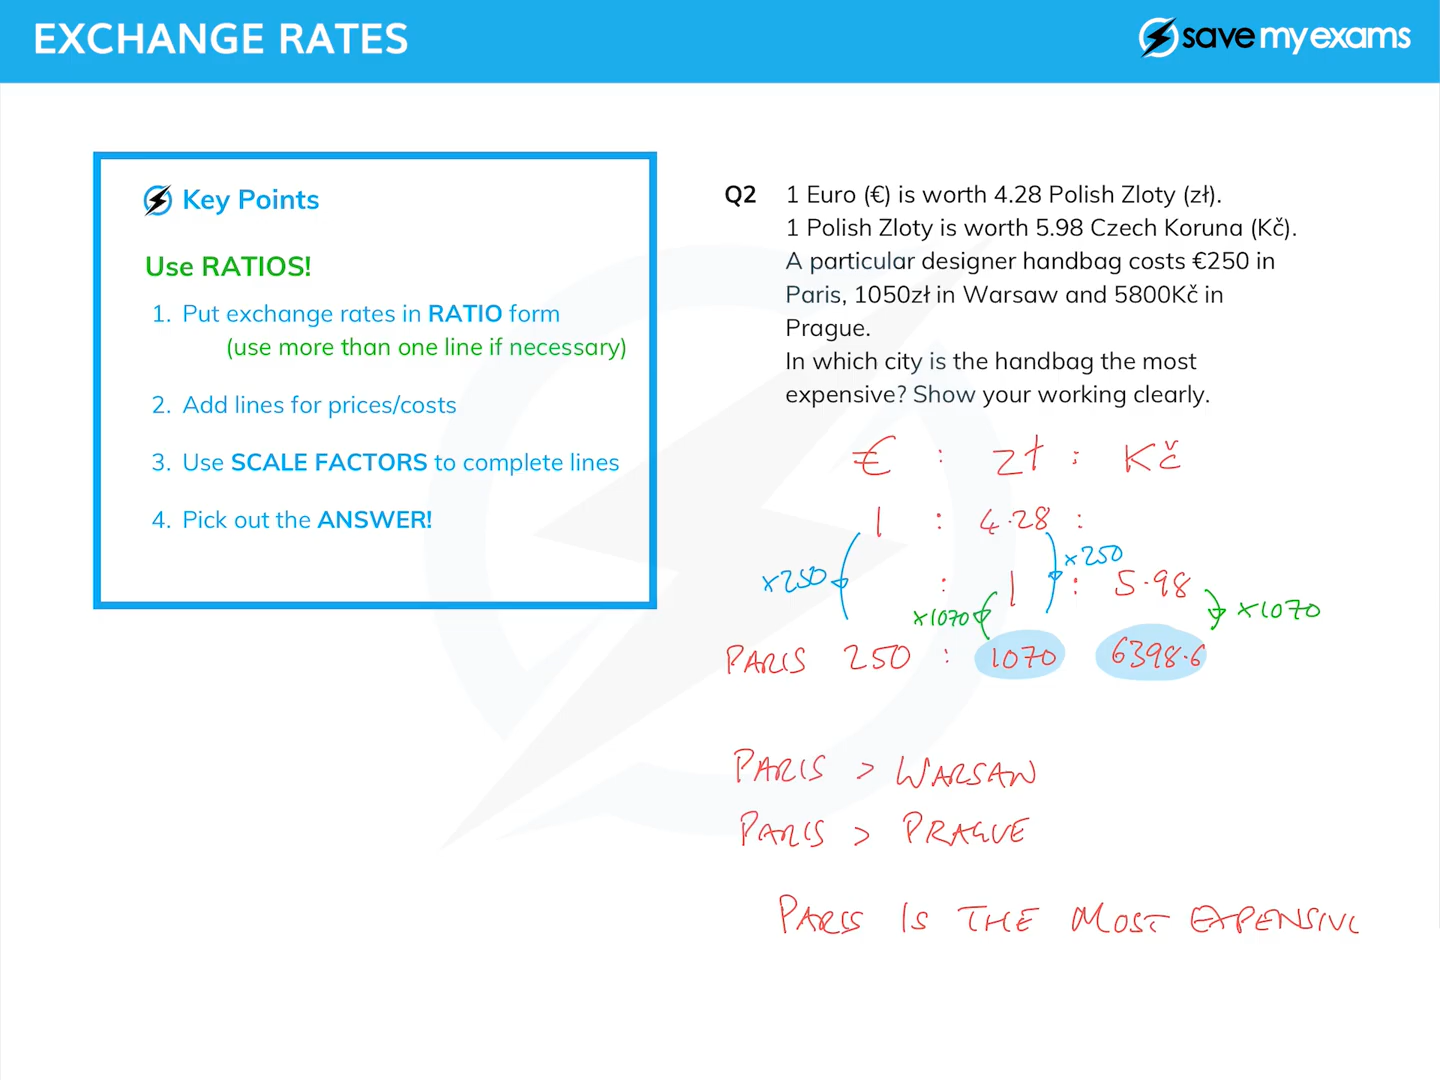 EXCHANGE RATES
save my exams
Key Points
Use RATIOS!
1. Put exchange rates in RATIO form
(use more than one line if necessary)
2. Add lines for prices/costs
3. Use SCALE FACTORS to complete lines
4. Pick out the ANSWER!
Q2 1 Euro (€) is worth 4.28 Polish Zloty (zł).
1 Polish Zloty is worth 5.98 Czech Koruna (Kč).
A particular designer handbag costs €250 in
Paris, 1050zł in Warsaw and 5800Kč in
Prague.
In which city is the handbag the most
expensive? Show your working clearly.
€ : zł : Kč
1 : 4.28 :
×250 ×250
: 1 : 5.98
×1070 ×1070
PARIS 250 : 1070 6398.6
PARIS > WARSAW
PARIS > PRAGUE
PARIS IS THE MOST EXPENSIV